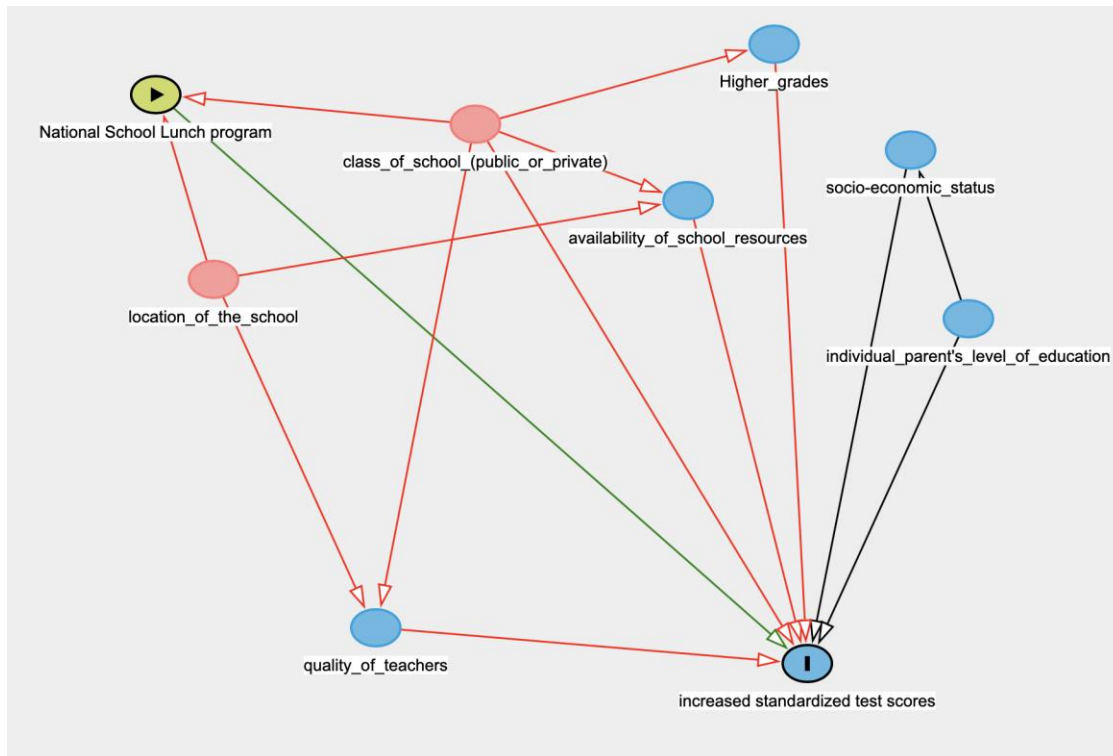 Higher_grades
National School Lunch program
class_of_school_(public_or_private)
socio-economic_status
availability_of_school_resources
location_of_the_school
individual_parent's_level_of_education
quality_of_teachers
increased standardized test scores